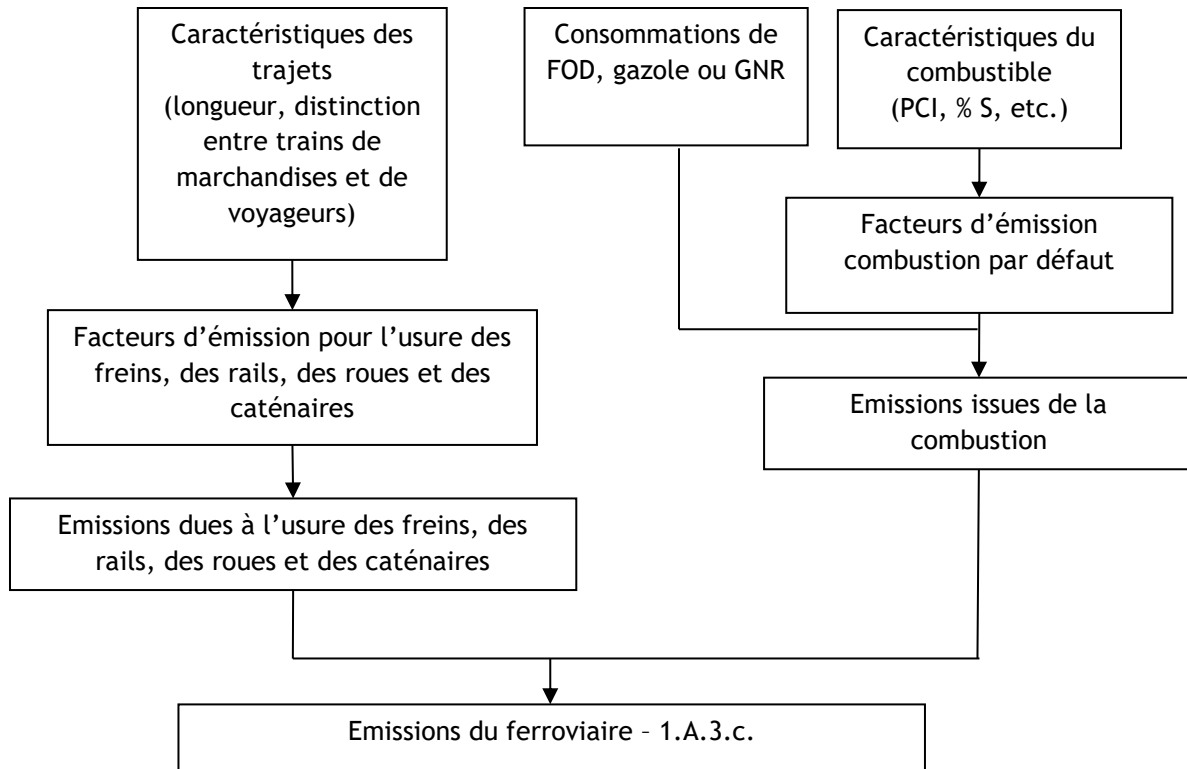 Caractéristiques des
trajets
(longueur, distinction
entre trains de
marchandises et de
voyageurs)
Consommations de
FOD, gazole ou GNR
Caractéristiques du
combustible
(PCI, % S, etc.)
Facteurs d’émission
combustion par défaut
Facteurs d’émission pour l’usure des
freins, des rails, des roues et des
caténaires
Emissions issues de la
combustion
Emissions dues à l’usure des freins, des
rails, des roues et des caténaires
Emissions du ferroviaire – 1.A.3.c.